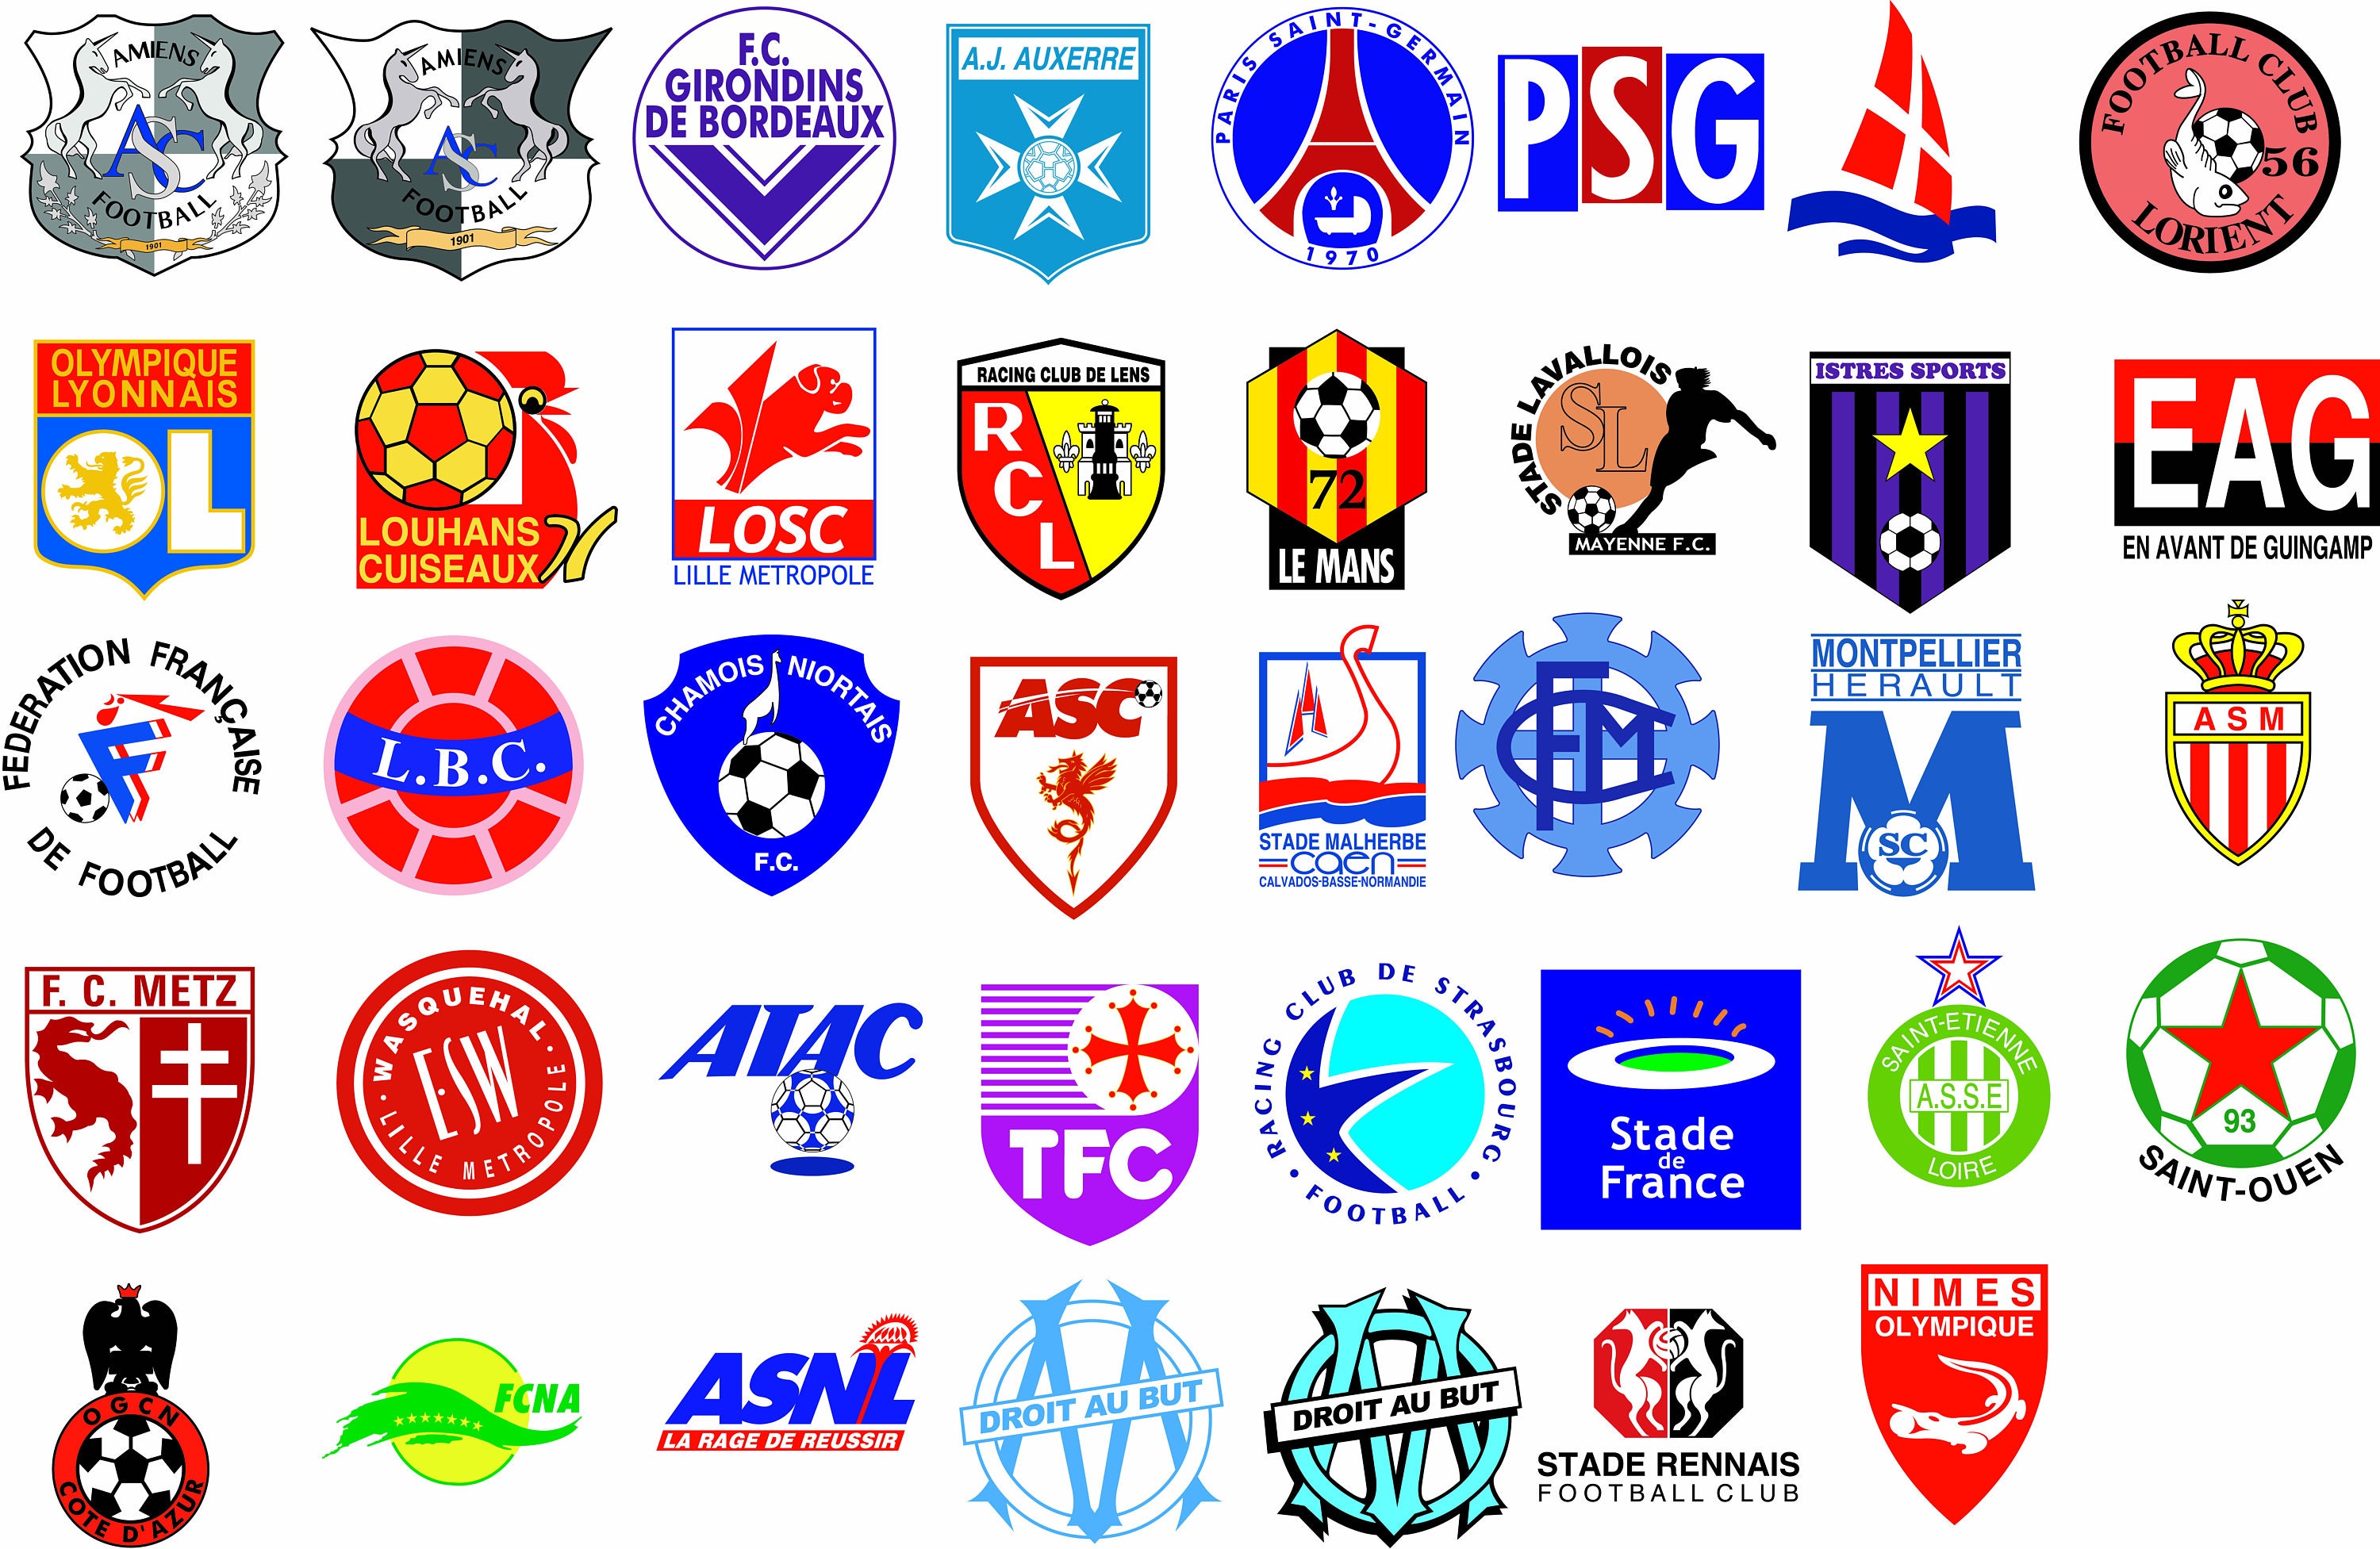 AMIENS
ASC
FOOTBALL
1901
AMIENS
ASC
FOOTBALL
1901
F.C.
GIRONDINS
DE BORDEAUX
A.J. AUXERRE
PARIS SAINT-GERMAIN
1970
PSG
FOOTBALL CLUB
56
LORIENT
OLYMPIQUE
LYONNAIS
OL
LOUHANS
CUISEAUX
LOSC
LILLE METROPOLE
RACING CLUB DE LENS
RCL
72
LE MANS
STADE LAVALLOIS
SL
MAYENNE F.C.
ISTRES SPORTS
EAG
EN AVANT DE GUINGAMP
FEDERATION FRANÇAISE
FF
DE FOOTBALL
L.B.C.
CHAMOIS NIORTAIS
F.C.
ASC
STADE MALHERBE
caen
CALVADOS-BASSE-NORMANDIE
FCM
MONTPELLIER
HERAULT
M
SC
ASM
F. C. METZ
WASQUEHAL
ESW
LILLE METROPOLE
ATAC
TFC
RACING CLUB DE STRASBOURG
FOOTBALL
Stade
de
France
SAINT-ETIENNE
A.S.S.E
LOIRE
93
SAINT-OUEN
OGCN
COTE D'AZUR
FCNA
ASNL
LA RAGE DE REUSSIR
DROIT AU BUT
DROIT AU BUT
STADE RENNAIS
FOOTBALL CLUB
NIMES
OLYMPIQUE